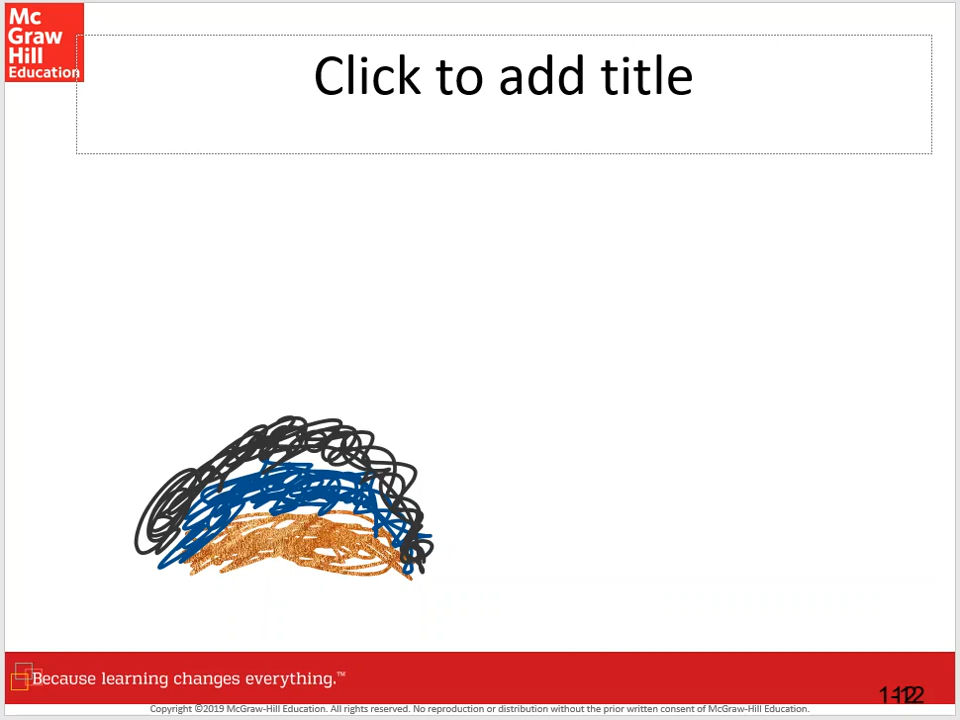 Mc
Graw
Hill
Education
Click to add title
Because learning changes everything.™
Copyright ©2019 McGraw-Hill Education. All rights reserved. No reproduction or distribution without the prior written consent of McGraw-Hill Education.